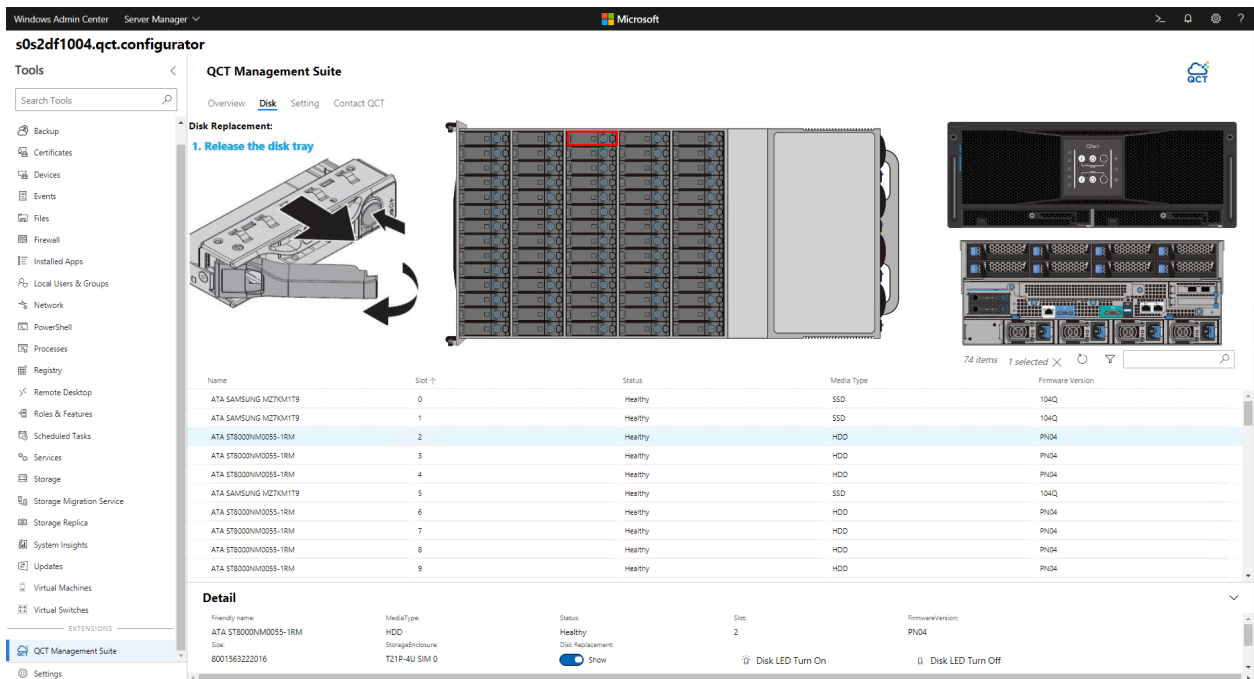 Windows Admin Center Server Manager Microsoft
s0s2df1004.qct.configurator
Tools
Search Tools
Backup
Certificates
Devices
Events
Files
Firewall
Installed Apps
Local Users & Groups
Network
PowerShell
Processes
Registry
Remote Desktop
Roles & Features
Scheduled Tasks
Services
Storage
Storage Migration Service
Storage Replica
System Insights
Updates
Virtual Machines
Virtual Switches
EXTENSIONS
QCT Management Suite
Settings
QCT Management Suite
QCT
Overview Disk Setting Contact QCT
Disk Replacement:
1. Release the disk tray
74 items 1 selected
Name Slot Status Media Type Firmware Version
ATA SAMSUNG MZ7KM1T9 0 Healthy SSD 104Q
ATA SAMSUNG MZ7KM1T9 1 Healthy SSD 104Q
ATA ST8000NM0055-1RM 2 Healthy HDD PN04
ATA ST8000NM0055-1RM 3 Healthy HDD PN04
ATA ST8000NM0055-1RM 4 Healthy HDD PN04
ATA SAMSUNG MZ7KM1T9 5 Healthy SSD 104Q
ATA ST8000NM0055-1RM 6 Healthy HDD PN04
ATA ST8000NM0055-1RM 7 Healthy HDD PN04
ATA ST8000NM0055-1RM 8 Healthy HDD PN04
ATA ST8000NM0055-1RM 9 Healthy HDD PN04
Detail
Friendly name: MediaType: Status: Slot: FirmwareVersion:
ATA ST8000NM0055-1RM HDD Healthy 2 PN04
Size: StorageEnclosure: Disk Replacement:
8001563222016 T21P-4U SIM 0 Show Disk LED Turn On Disk LED Turn Off